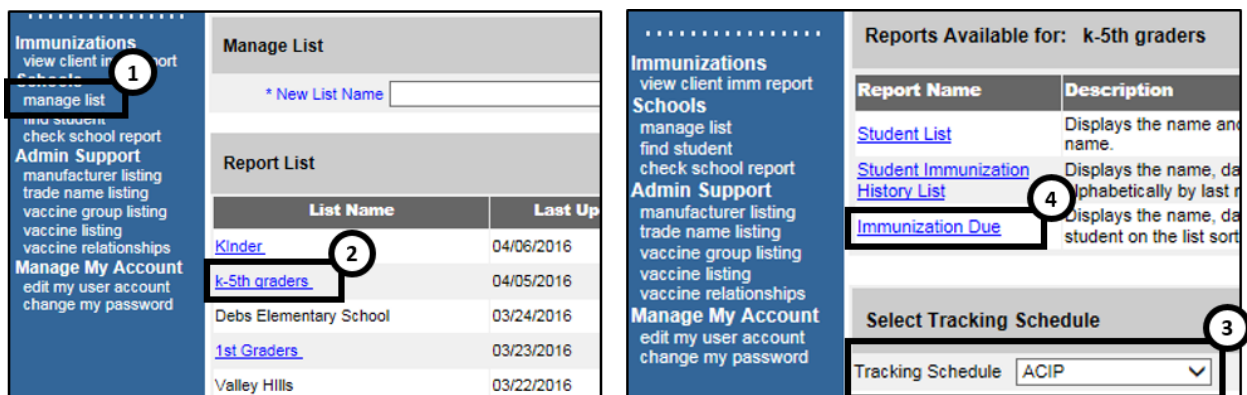 Immunizations
view client im port
1
Schools
manage list
find student
check school report
Admin Support
manufacturer listing
trade name listing
vaccine group listing
vaccine listing
vaccine relationships
Manage My Account
edit my user account
change my password
Manage List
* New List Name
Report List
List Name Last Up
KInder 04/06/2016
2
k-5th graders 04/05/2016
Debs Elementary School 03/24/2016
1st Graders 03/23/2016
Valley HIlls 03/22/2016
Immunizations
view client imm report
Schools
manage list
find student
check school report
Admin Support
manufacturer listing
trade name listing
vaccine group listing
vaccine listing
vaccine relationships
Manage My Account
edit my user account
change my password
Reports Available for: k-5th graders
Report Name Description
Student List Displays the name and
name.
Student Immunization Displays the name, da
History List alphabetically by last n
4
Immunization Due Displays the name, da
student on the list sort
Select Tracking Schedule
3
Tracking Schedule ACIP